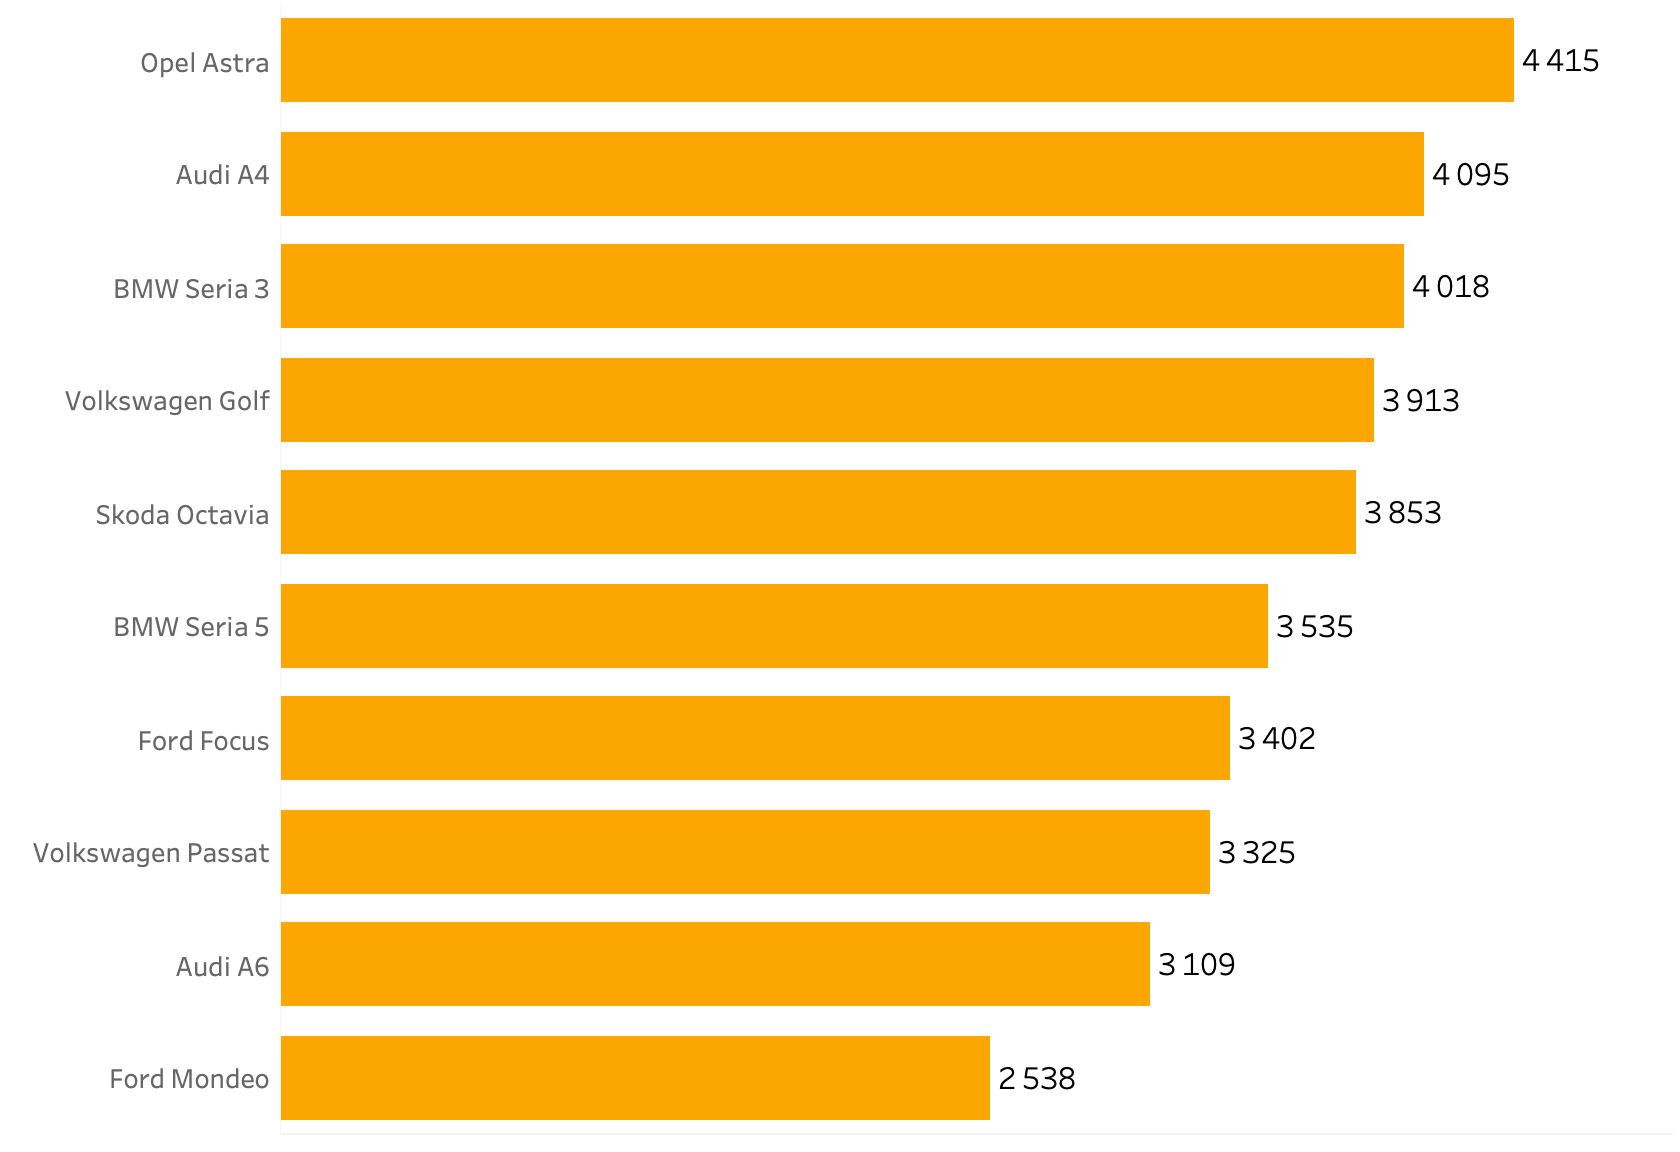 Opel Astra 4 415
Audi A4 4 095
BMW Seria 3 4 018
Volkswagen Golf 3 913
Skoda Octavia 3 853
BMW Seria 5 3 535
Ford Focus 3 402
Volkswagen Passat 3 325
Audi A6 3 109
Ford Mondeo 2 538